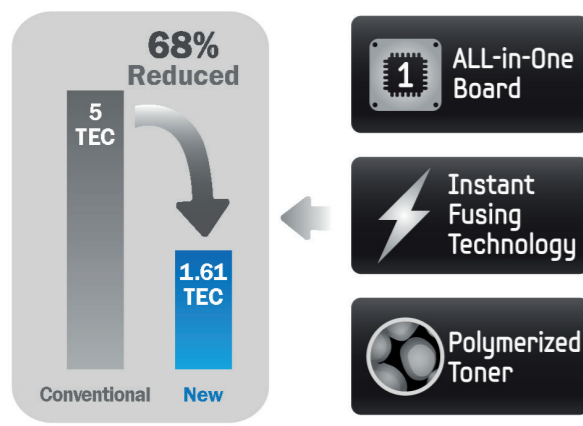 68%
Reduced
5
TEC
1.61
TEC
Conventional
New
1
ALL-in-One
Board
Instant
Fusing
Technology
Polymerized
Toner